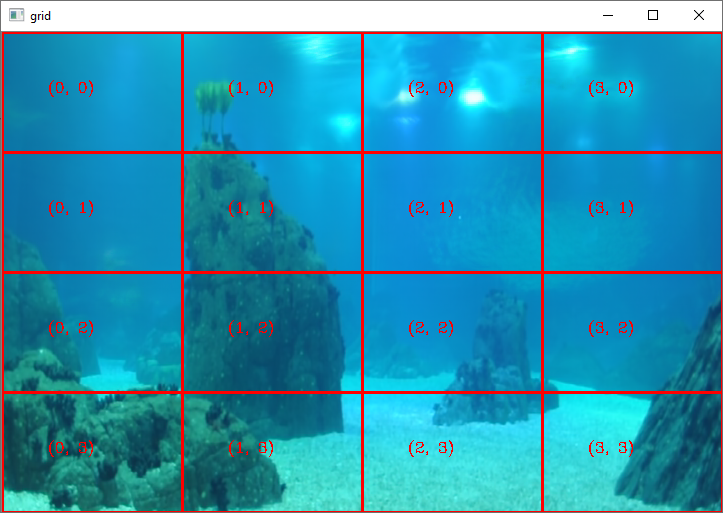 grid
(0, 0) (1, 0) (2, 0) (3, 0)
(0, 1) (1, 1) (2, 1) (3, 1)
(0, 2) (1, 2) (2, 2) (3, 2)
(0, 3) (1, 3) (2, 3) (3, 3)